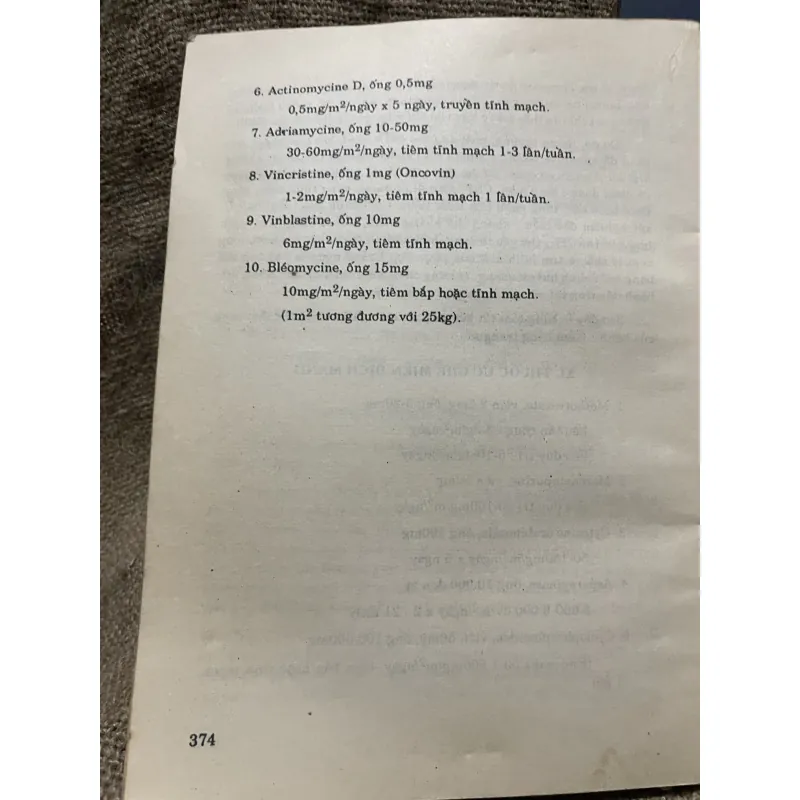 6. Actinomycine D, ống 0,5mg
0,5mg/m²/ngày x 5 ngày, truyền tĩnh mạch.
7. Adriamycine, ống 10-50mg
30-60mg/m²/ngày, tiêm tĩnh mạch 1-3 lần/tuần.
8. Vincristine, ống 1mg (Oncovin)
1-2mg/m²/ngày, tiêm tĩnh mạch 1 lần/tuần.
9. Vinblastine, ống 10mg
6mg/m²/ngày, tiêm tĩnh mạch.
10. Bléomycine, ống 15mg
10mg/m²/ngày, tiêm bắp hoặc tĩnh mạch.
(1m² tương đương với 25kg).
374